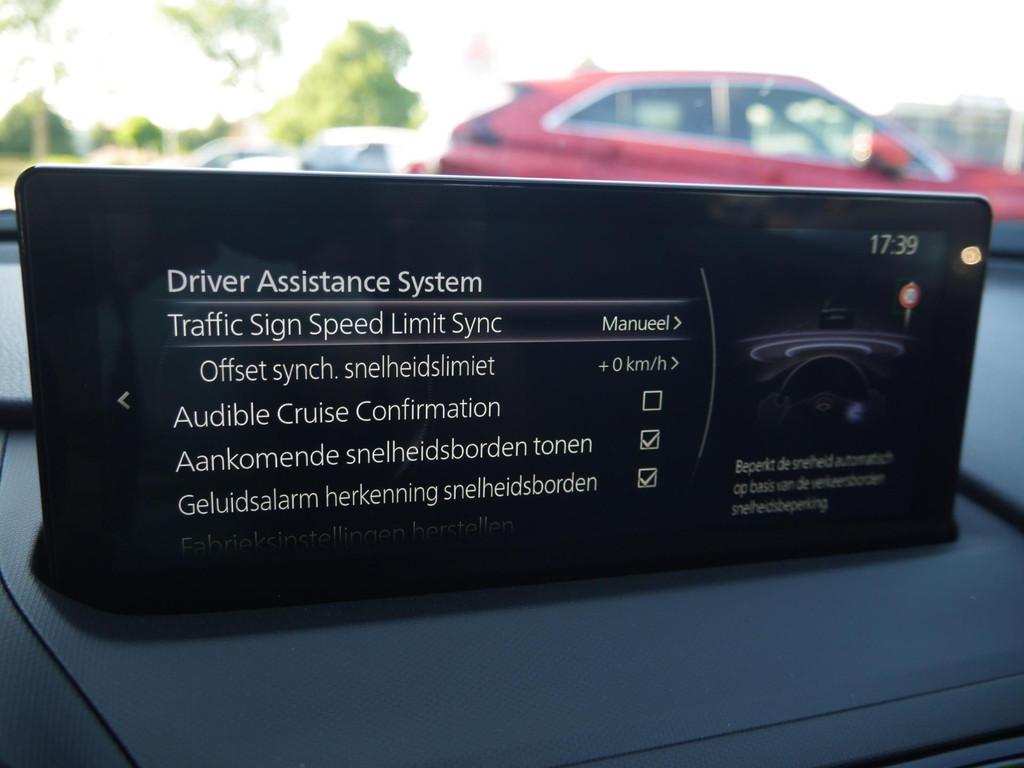 17:39
Driver Assistance System
Traffic Sign Speed Limit Sync Manueel >
Offset synch. snelheidslimiet + 0 km/h >
Audible Cruise Confirmation
Aankomende snelheidsborden tonen
Geluidsalarm herkenning snelheidsborden
Fabrieksinstellingen herstellen
Beperkt de snelheid automatisch
op basis van de verkeersborden
snelheidsbeperking.